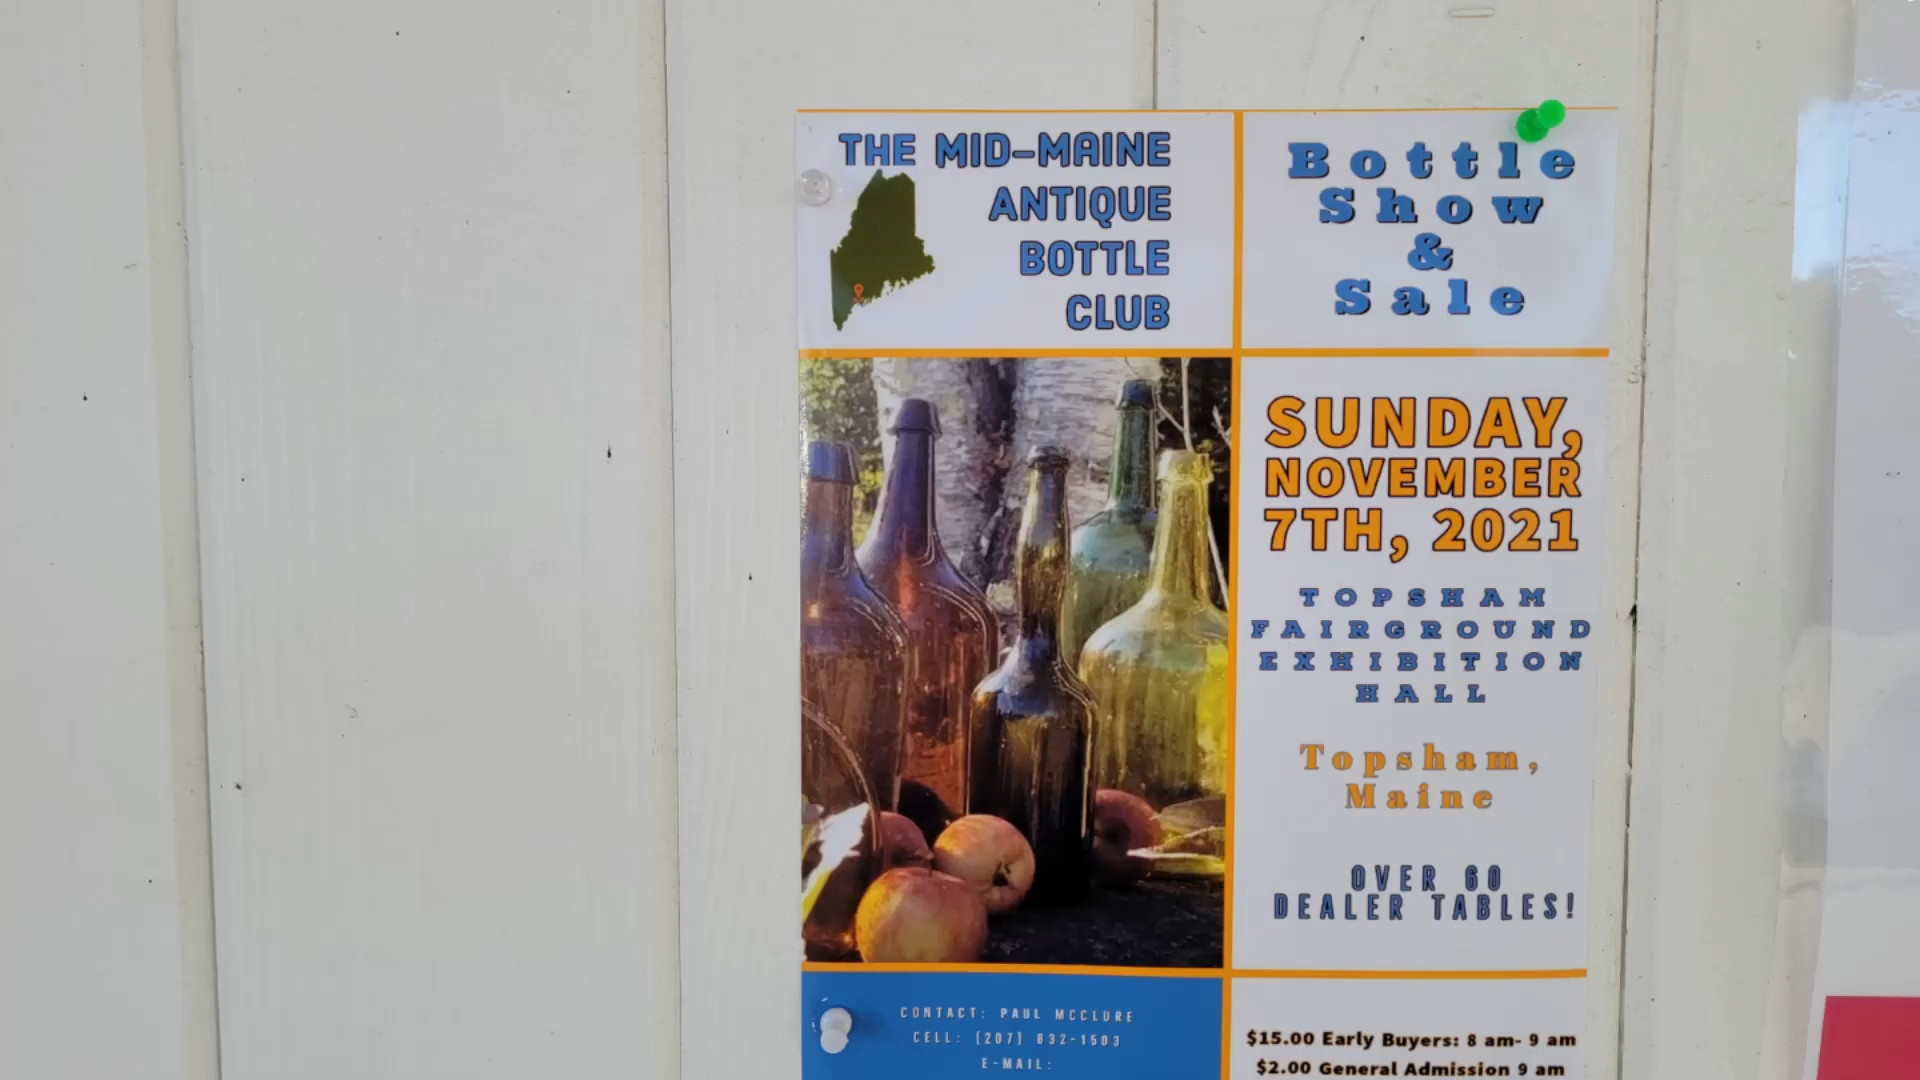 THE MID-MAINE
ANTIQUE
BOTTLE
CLUB
Bottle
Show
&
Sale
SUNDAY,
NOVEMBER
7TH, 2021
TOPSHAM
FAIRGROUND
EXHIBITION
HALL
Topsham,
Maine
OVER 60
DEALER TABLES!
CONTACT: PAUL MCCLURE
CELL: (207) 832-1503
E-MAIL:
$15.00 Early Buyers: 8 am- 9 am
$2.00 General Admission 9 am